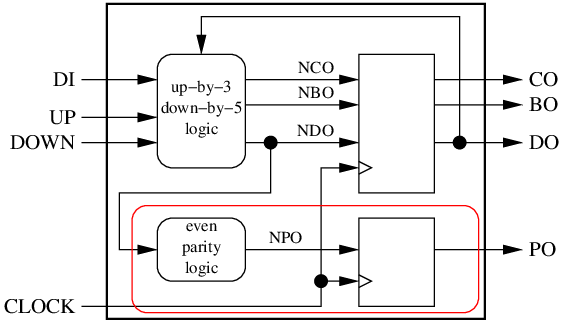 DI
UP
DOWN
up−by−3
down−by−5
logic
NCO
NBO
NDO
CO
BO
DO
even
parity
logic
NPO
PO
CLOCK